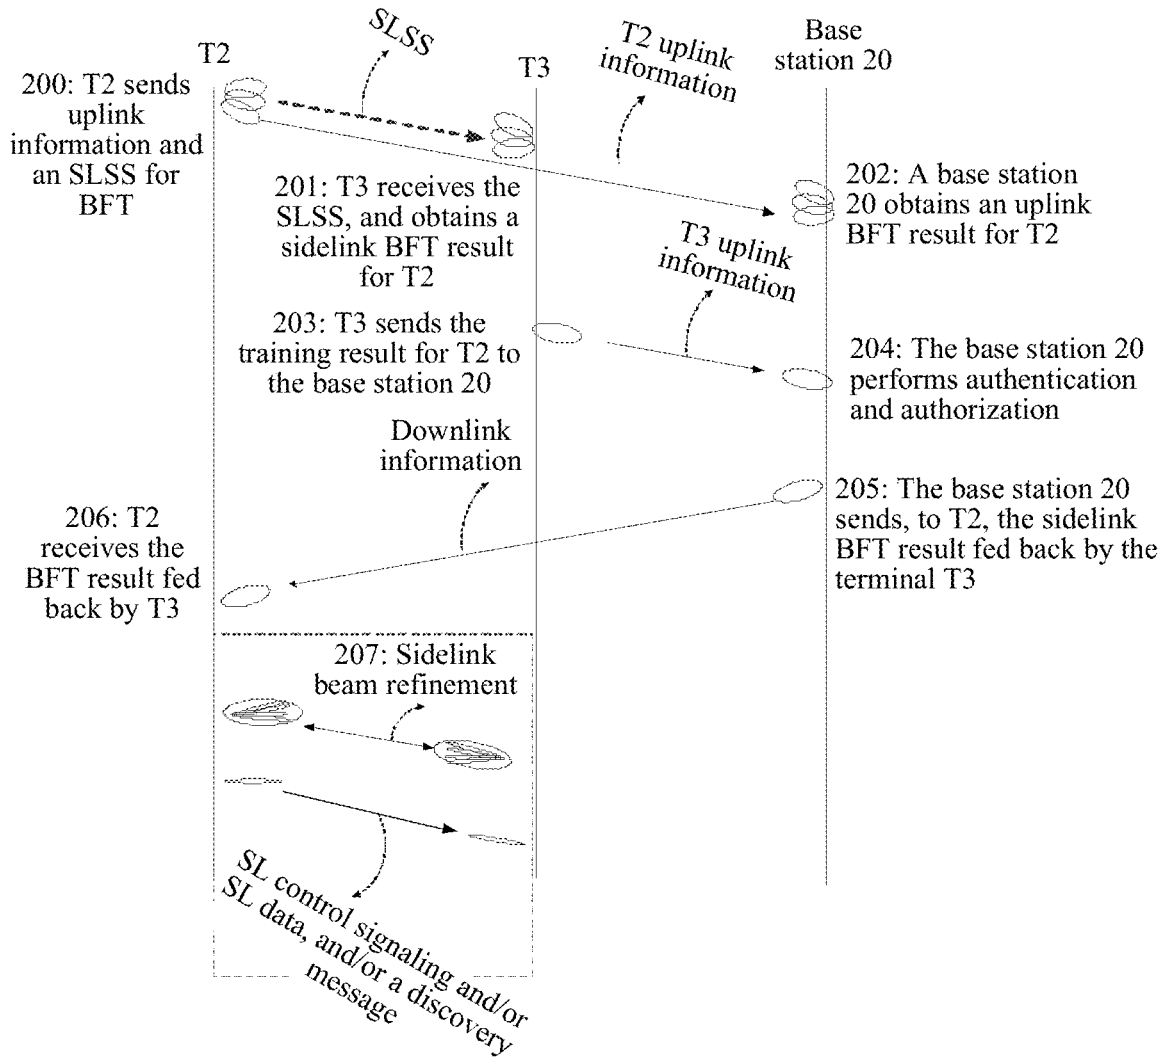 T2
T3
Base
station 20
SLSS
T2 uplink
information
200: T2 sends
uplink
information and
an SLSS for
BFT
201: T3 receives the
SLSS, and obtains a
sidelink BFT result
for T2
202: A base station
20 obtains an uplink
BFT result for T2
T3 uplink
information
203: T3 sends the
training result for T2 to
the base station 20
204: The base station 20
performs authentication
and authorization
Downlink
information
205: The base station 20
sends, to T2, the sidelink
BFT result fed back by the
terminal T3
206: T2
receives the
BFT result fed
back by T3
207: Sidelink
beam refinement
SL control signaling and/or
SL data, and/or a discovery
message